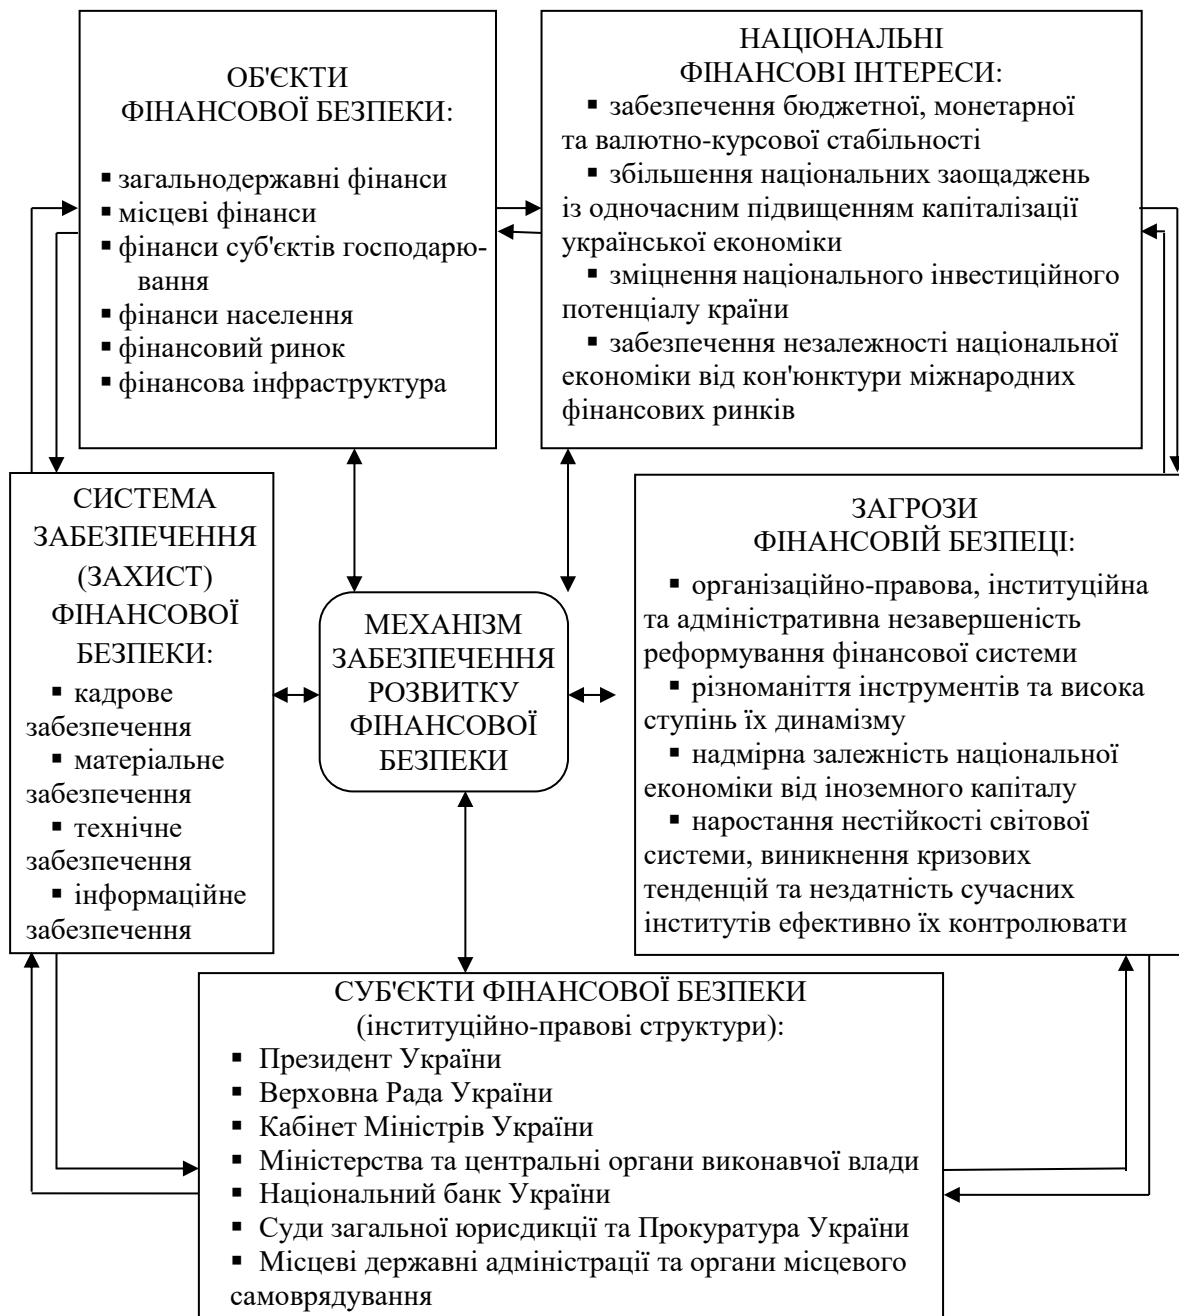 ОБ'ЄКТИ
ФІНАНСОВОЇ БЕЗПЕКИ:
▪ загальнодержавні фінанси
▪ місцеві фінанси
▪ фінанси суб'єктів господарю-
вання
▪ фінанси населення
▪ фінансовий ринок
▪ фінансова інфраструктура
НАЦІОНАЛЬНІ
ФІНАНСОВІ ІНТЕРЕСИ:
▪ забезпечення бюджетної, монетарної
та валютно-курсової стабільності
▪ збільшення національних заощаджень
із одночасним підвищенням капіталізації
української економіки
▪ зміцнення національного інвестиційного
потенціалу країни
▪ забезпечення незалежності національної
економіки від кон'юнктури міжнародних
фінансових ринків
СИСТЕМА
ЗАБЕЗПЕЧЕННЯ
(ЗАХИСТ)
ФІНАНСОВОЇ
БЕЗПЕКИ:
▪ кадрове
забезпечення
▪ матеріальне
забезпечення
▪ технічне
забезпечення
▪ інформаційне
забезпечення
МЕХАНІЗМ
ЗАБЕЗПЕЧЕННЯ
РОЗВИТКУ
ФІНАНСОВОЇ
БЕЗПЕКИ
ЗАГРОЗИ
ФІНАНСОВІЙ БЕЗПЕЦІ:
▪ організаційно-правова, інституційна
та адміністративна незавершеність
реформування фінансової системи
▪ різноманіття інструментів та висока
ступінь їх динамізму
▪ надмірна залежність національної
економіки від іноземного капіталу
▪ наростання нестійкості світової
системи, виникнення кризових
тенденцій та нездатність сучасних
інститутів ефективно їх контролювати
СУБ'ЄКТИ ФІНАНСОВОЇ БЕЗПЕКИ
(інституційно-правові структури):
▪ Президент України
▪ Верховна Рада України
▪ Кабінет Міністрів України
▪ Міністерства та центральні органи виконавчої влади
▪ Національний банк України
▪ Суди загальної юрисдикції та Прокуратура України
▪ Місцеві державні адміністрації та органи місцевого
самоврядування